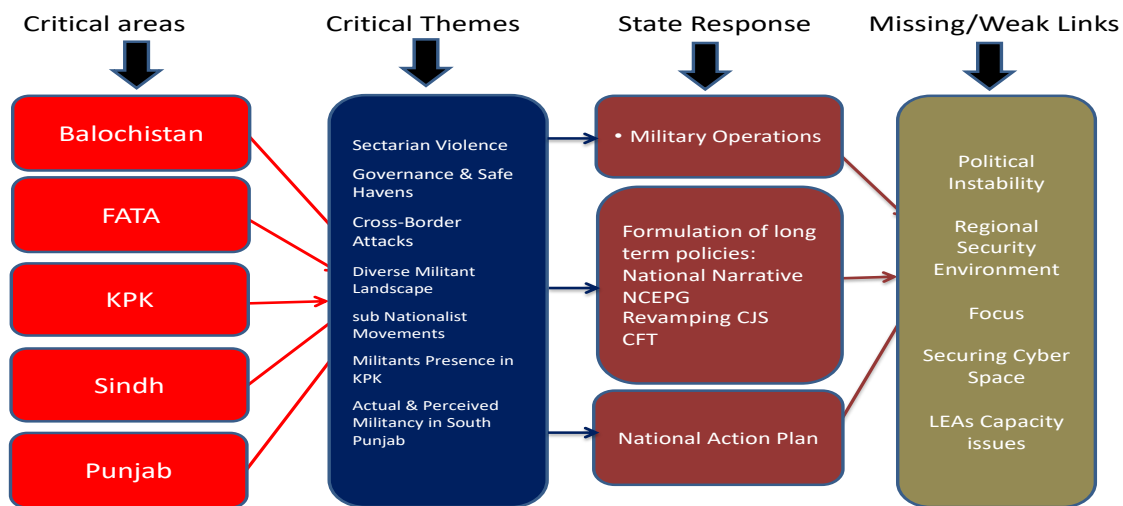 Critical areas
Critical Themes
State Response
Missing/Weak Links
Balochistan
FATA
KPK
Sindh
Punjab
Sectarian Violence
Governance & Safe
Havens
Cross-Border
Attacks
Diverse Militant
Landscape
sub Nationalist
Movements
Militants Presence in
KPK
Actual & Perceived
Militancy in South
Punjab
• Military Operations
Formulation of long
term policies:
National Narrative
NCEPG
Revamping CJS
CFT
National Action Plan
Political
Instability
Regional
Security
Environment
Focus
Securing Cyber
Space
LEAs Capacity
issues